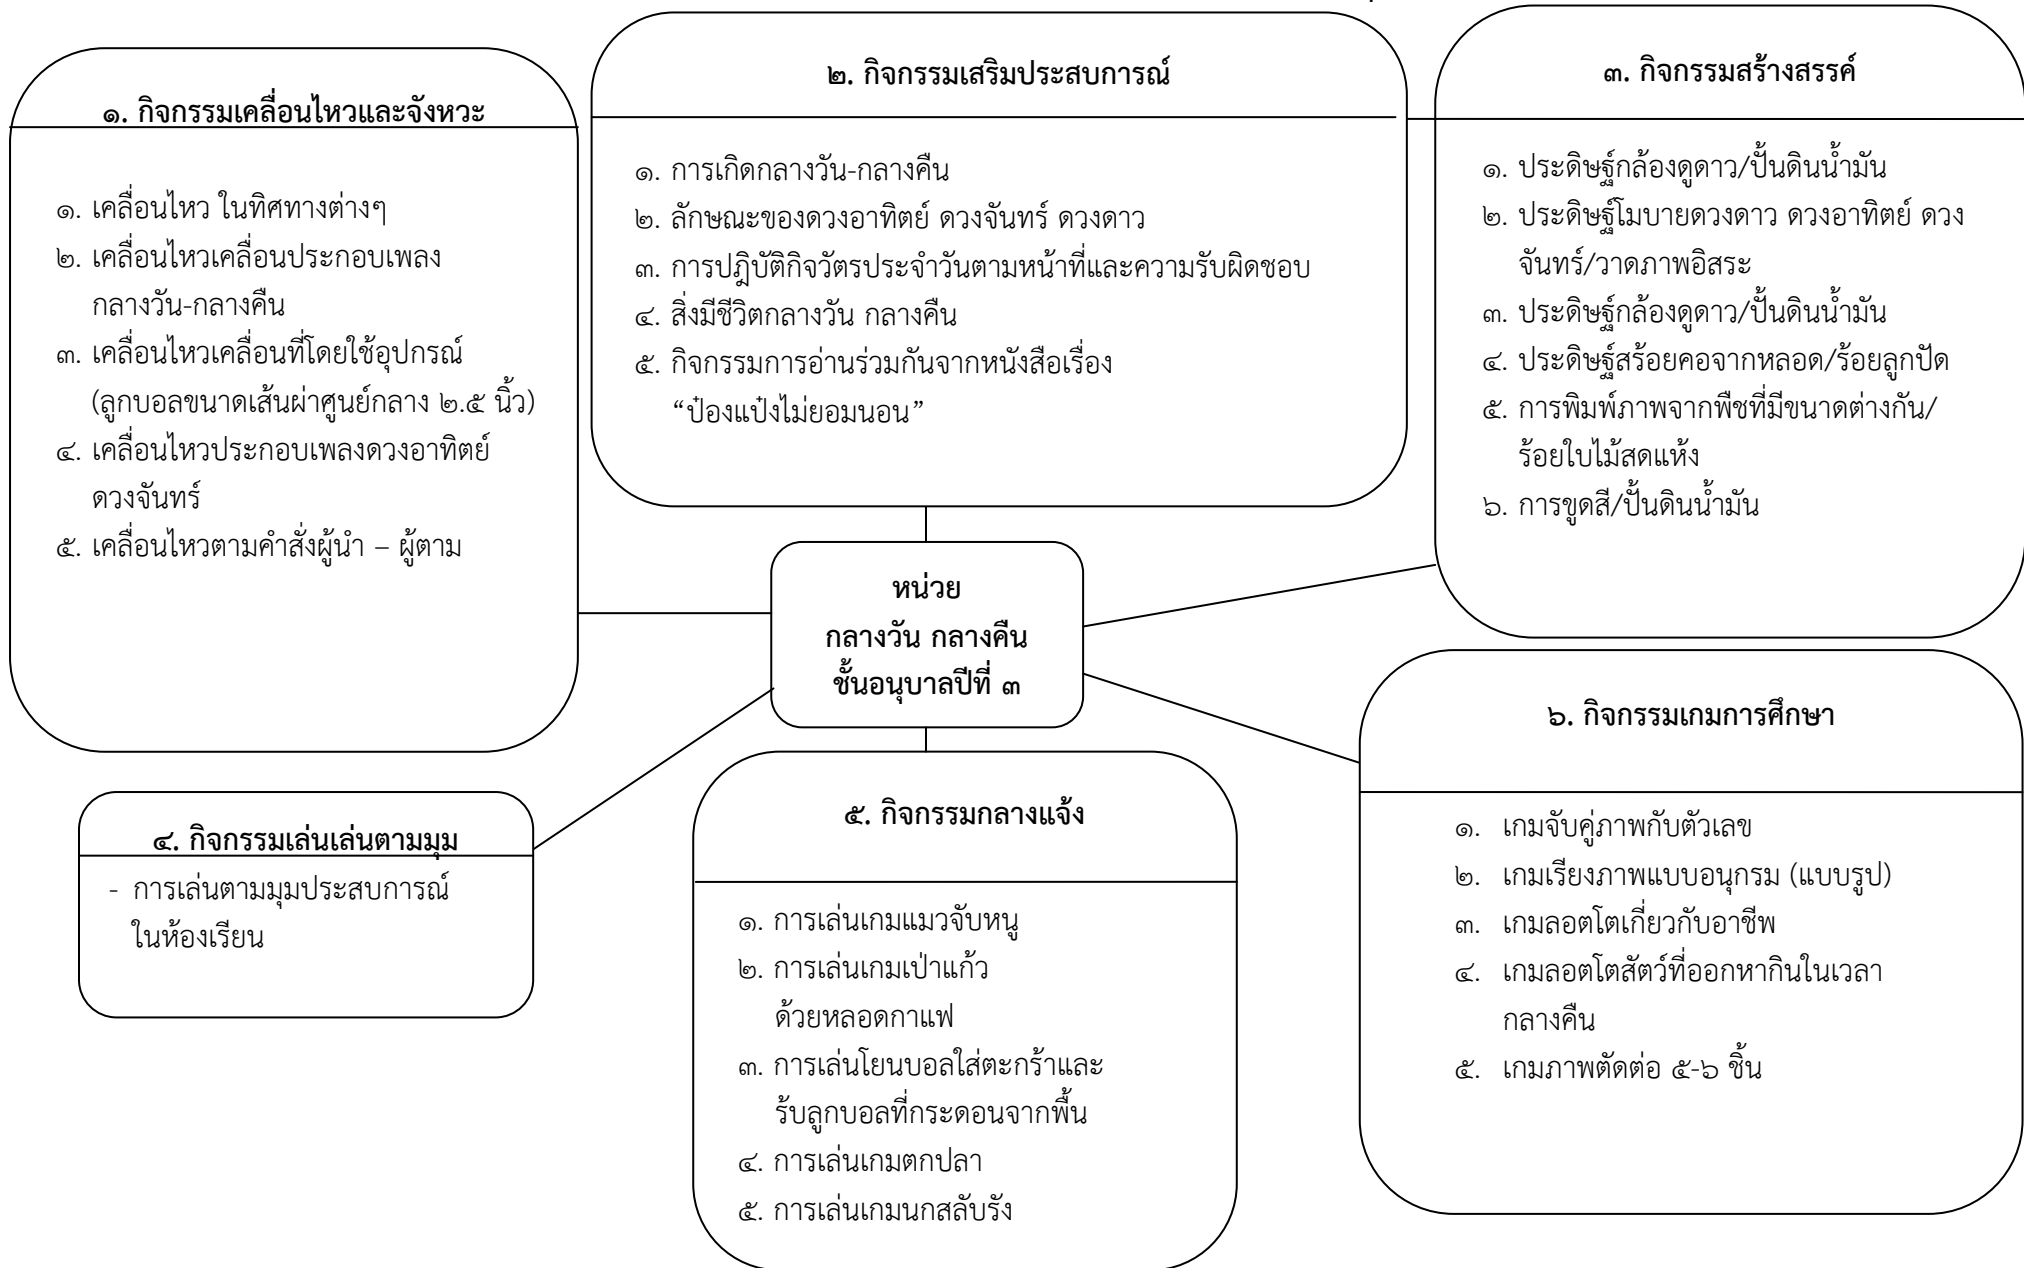 ๑. กิจกรรมเคลื่อนไหวและจังหวะ
๑. เคลื่อนไหว ในทิศทางต่างๆ
๒. เคลื่อนไหวเคลื่อนประกอบเพลง
กลางวัน-กลางคืน
๓. เคลื่อนไหวเคลื่อนที่โดยใช้อุปกรณ์
(ลูกบอลขนาดเส้นผ่าศูนย์กลาง ๒.๕ นิ้ว)
๔. เคลื่อนไหวประกอบเพลงดวงอาทิตย์
ดวงจันทร์
๕. เคลื่อนไหวตามคำสั่งผู้นำ – ผู้ตาม
๒. กิจกรรมเสริมประสบการณ์
๑. การเกิดกลางวัน-กลางคืน
๒. ลักษณะของดวงอาทิตย์ ดวงจันทร์ ดวงดาว
๓. การปฏิบัติกิจวัตรประจำวันตามหน้าที่และความรับผิดชอบ
๔. สิ่งมีชีวิตกลางวัน กลางคืน
๕. กิจกรรมการอ่านร่วมกันจากหนังสือเรื่อง
“ป๋องแป๋งไม่ยอมนอน”
๓. กิจกรรมสร้างสรรค์
๑. ประดิษฐ์กล้องดูดาว/ปั้นดินน้ำมัน
๒. ประดิษฐ์โมบายดวงดาว ดวงอาทิตย์ ดวง
จันทร์/วาดภาพอิสระ
๓. ประดิษฐ์กล้องดูดาว/ปั้นดินน้ำมัน
๔. ประดิษฐ์สร้อยคอจากหลอด/ร้อยลูกปัด
๕. การพิมพ์ภาพจากพืชที่มีขนาดต่างกัน/
ร้อยใบไม้สดแห้ง
๖. การขูดสี/ปั้นดินน้ำมัน
หน่วย
กลางวัน กลางคืน
ชั้นอนุบาลปีที่ ๓
๔. กิจกรรมเล่นเล่นตามมุม
- การเล่นตามมุมประสบการณ์
ในห้องเรียน
๕. กิจกรรมกลางแจ้ง
๑. การเล่นเกมแมวจับหนู
๒. การเล่นเกมเป่าแก้ว
ด้วยหลอดกาแฟ
๓. การเล่นโยนบอลใส่ตะกร้าและ
รับลูกบอลที่กระดอนจากพื้น
๔. การเล่นเกมตกปลา
๕. การเล่นเกมนกสลับรัง
๖. กิจกรรมเกมการศึกษา
๑. เกมจับคู่ภาพกับตัวเลข
๒. เกมเรียงภาพแบบอนุกรม (แบบรูป)
๓. เกมลอตโตเกี่ยวกับอาชีพ
๔. เกมลอตโตสัตว์ที่ออกหากินในเวลา
กลางคืน
๕. เกมภาพตัดต่อ ๕-๖ ชิ้น